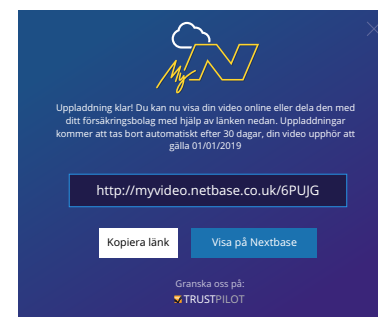 My N
Uppladdning klar! Du kan nu visa din video online eller dela den med
ditt försäkringsbolag med hjälp av länken nedan. Uppladdningar
kommer att tas bort automatiskt efter 30 dagar, din video upphör att
gälla 01/01/2019
http://myvideo.netbase.co.uk/6PUJG
Kopiera länk Visa på Nextbase
Granska oss på:
TRUSTPILOT